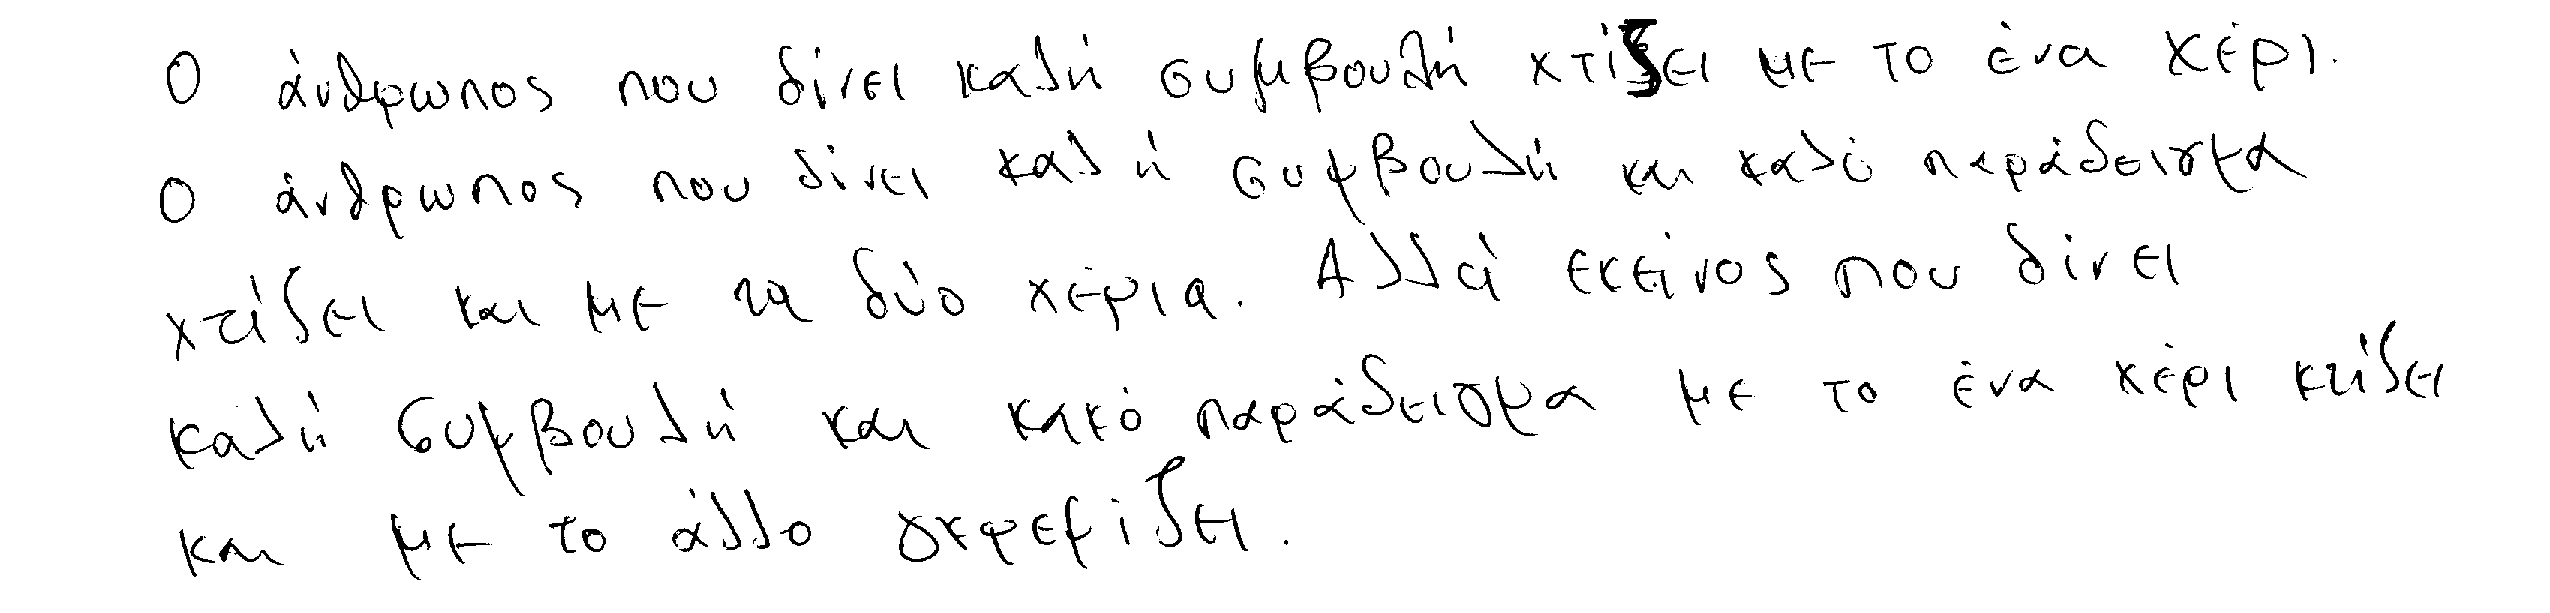 Ο άνθρωπος που δίνει καλή συμβουλή χτίζει με το ένα χέρι.
Ο άνθρωπος που δίνει καλή συμβουλή και καλό παράδειγμα
χτίζει και με τα δύο χέρια. Αλλά εκείνος που δίνει
καλή συμβουλή και κακό παράδειγμα με το ένα χέρι κτίζει
και με το άλλο γκρεμίζει.